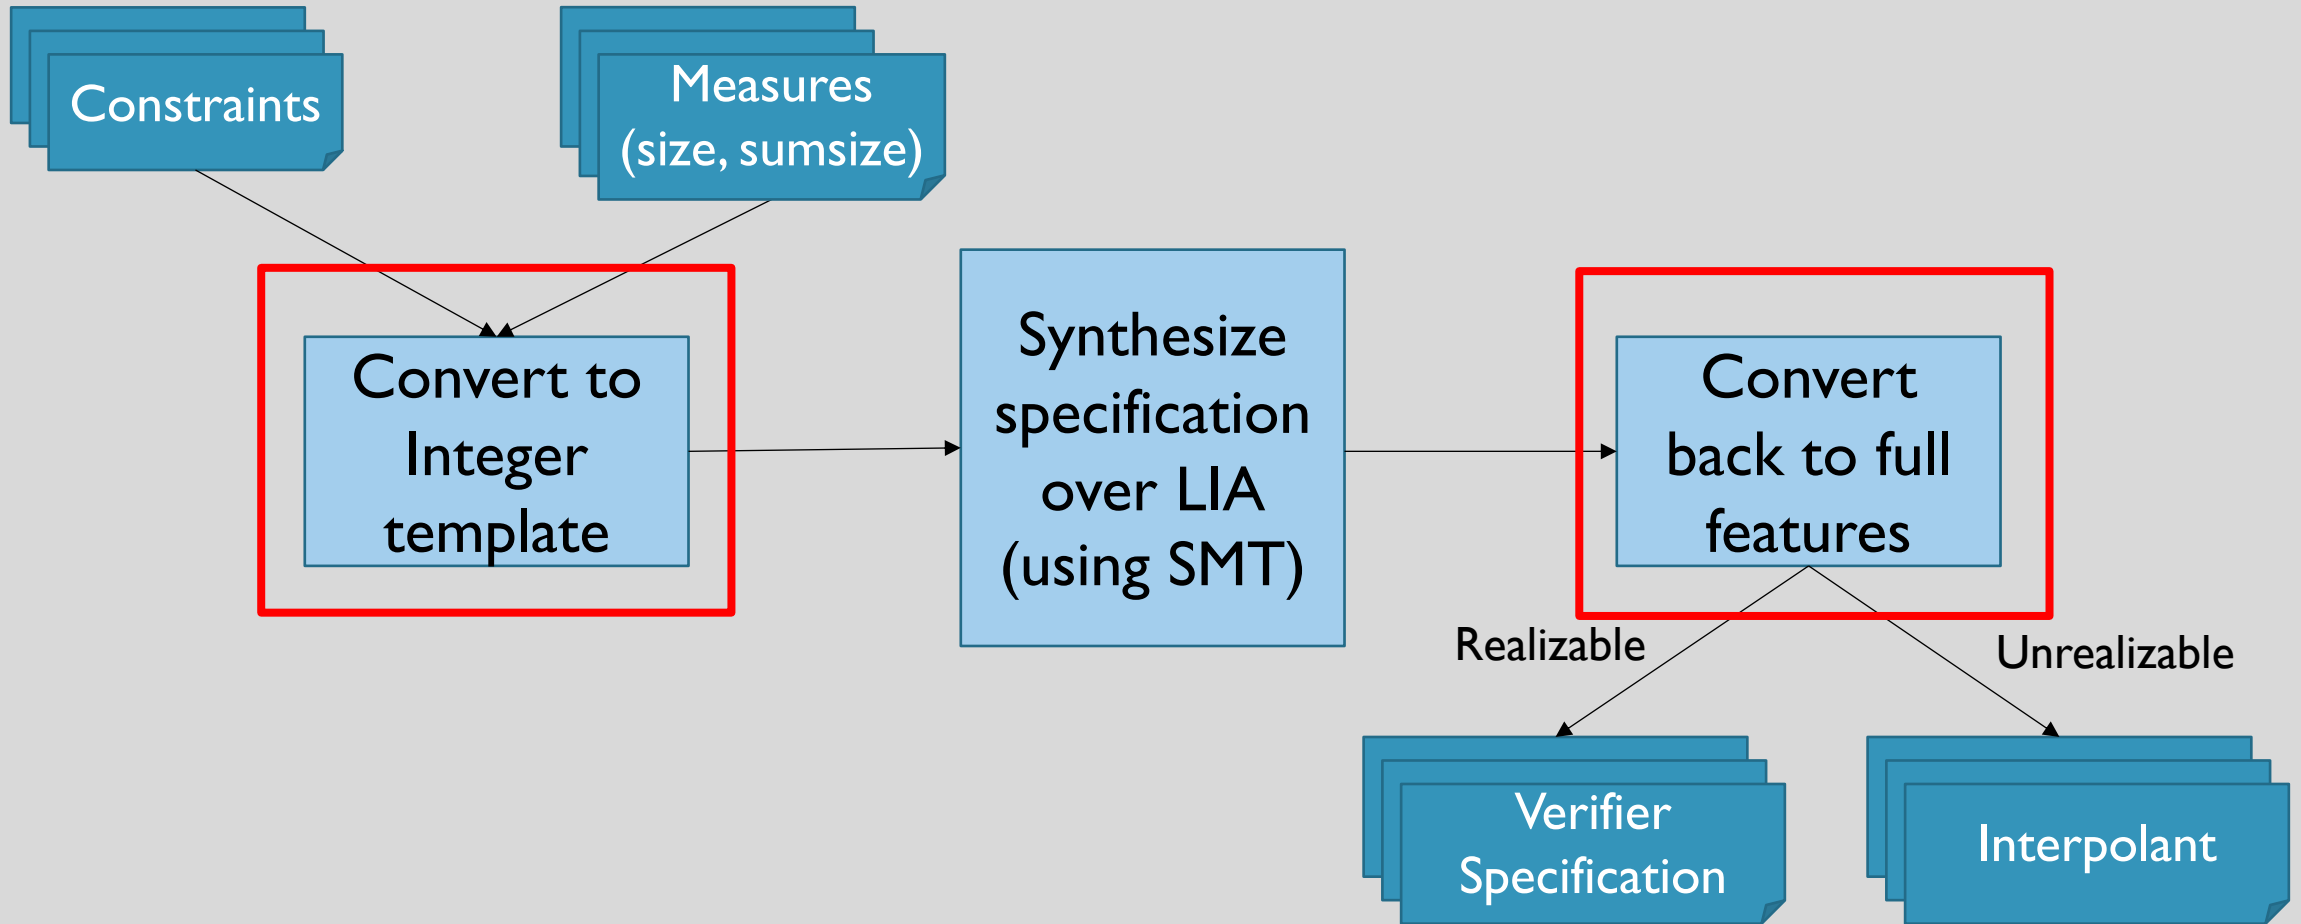 Constraints
Measures
(size, sumsize)
Convert to
Integer
template
Synthesize
specification
over LIA
(using SMT)
Convert
back to full
features
Realizable
Unrealizable
Verifier
Specification
Interpolant